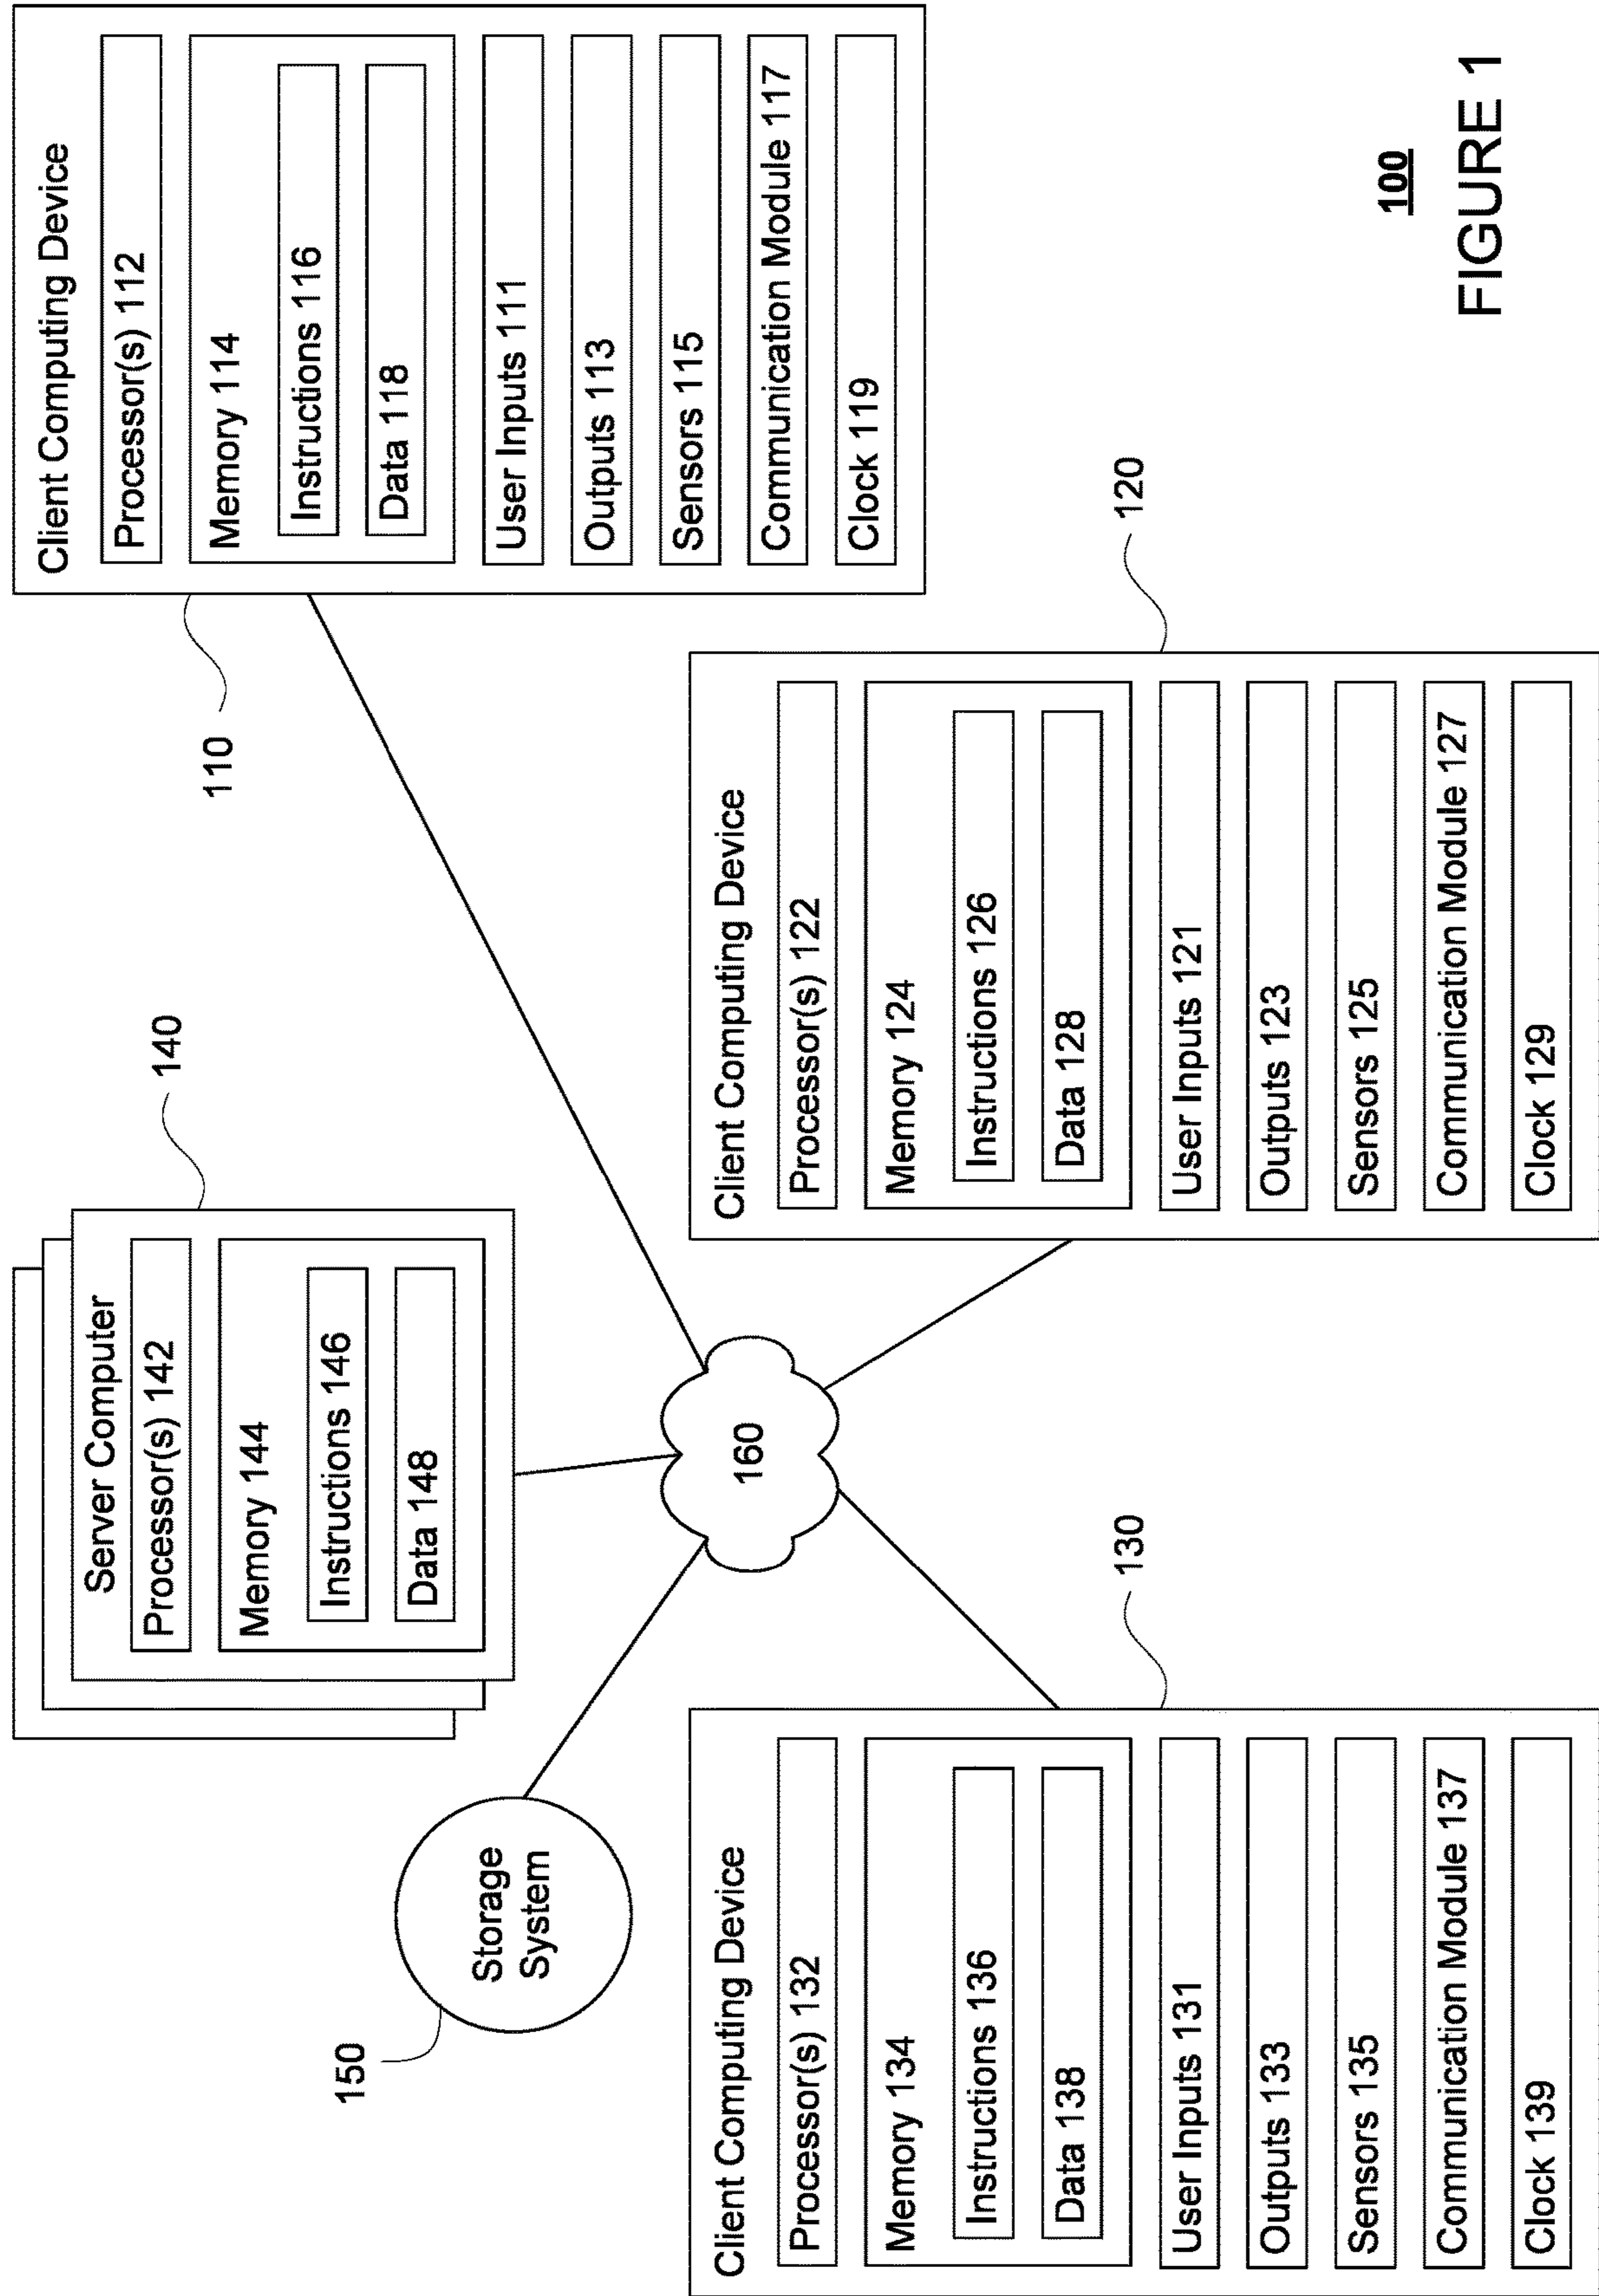 150
Storage
System
Server Computer
Processor(s) 142
Memory 144
Instructions 146
Data 148
140
Client Computing Device
Processor(s) 112
Memory 114
Instructions 116
Data 118
User Inputs 111
Outputs 113
Sensors 115
Communication Module 117
Clock 119
110
160
Client Computing Device
Processor(s) 132
Memory 134
Instructions 136
Data 138
User Inputs 131
Outputs 133
Sensors 135
Communication Module 137
Clock 139
130
Client Computing Device
Processor(s) 122
Memory 124
Instructions 126
Data 128
User Inputs 121
Outputs 123
Sensors 125
Communication Module 127
Clock 129
120
100
FIGURE 1